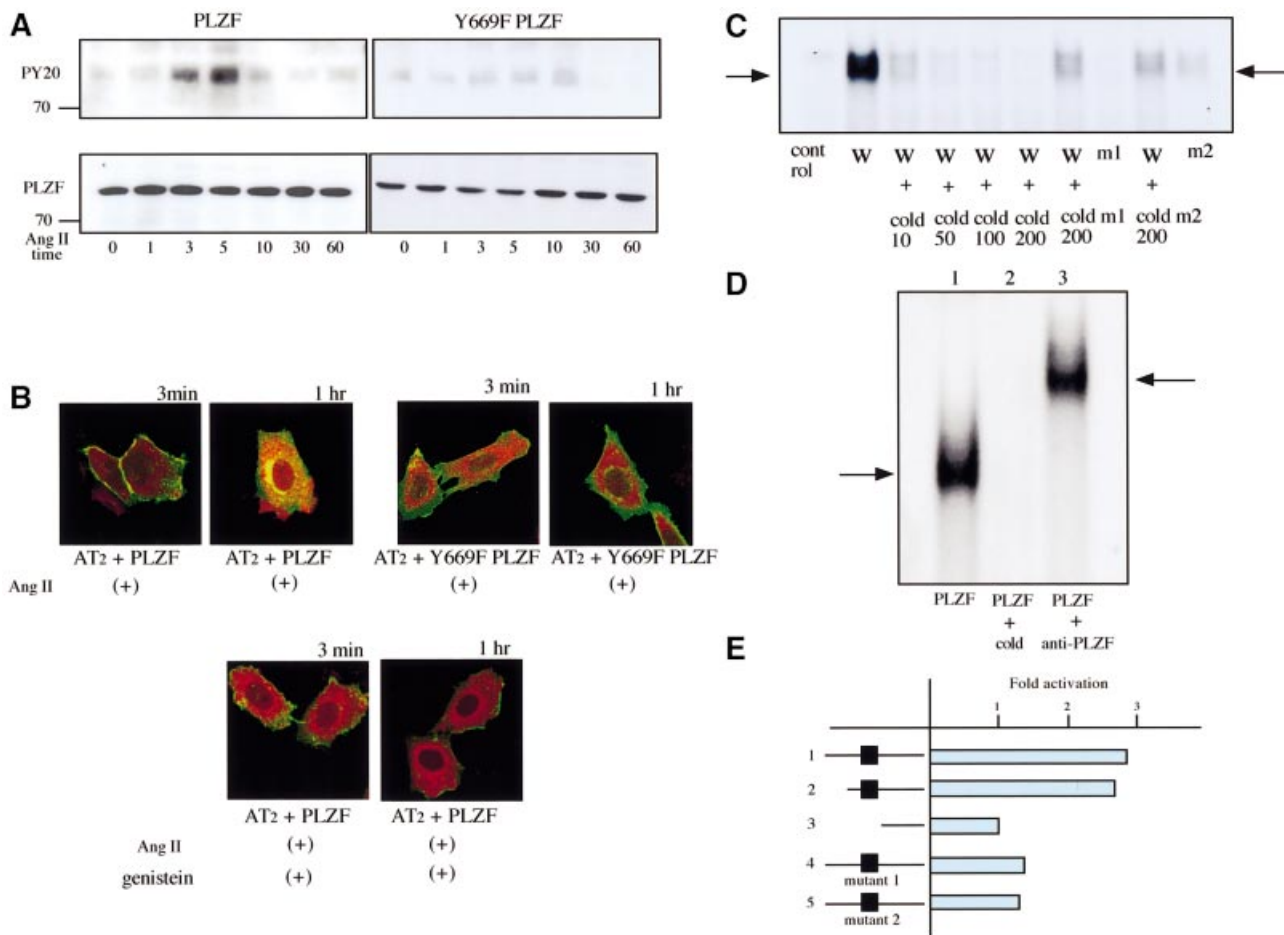 A
PLZF
Y669F PLZF
PY20
70
PLZF
70
Ang II time
0 1 3 5 10 30 60
0 1 3 5 10 30 60
B
3min
1 hr
3 min
1 hr
AT2 + PLZF
AT2 + PLZF
AT2 + Y669F PLZF
AT2 + Y669F PLZF
Ang II
(+)
(+)
(+)
(+)
3 min
1 hr
AT2 + PLZF
AT2 + PLZF
Ang II
(+)
(+)
genistein
(+)
(+)
C
cont W W W W W W m1 W m2
rol + + + + + +
cold cold cold cold cold m1 cold m2
10 50 100 200 200 200
D
1 2 3
PLZF PLZF PLZF
+ +
cold anti-PLZF
E
Fold activation
1 2 3
1
2
3
4
mutant 1
5
mutant 2